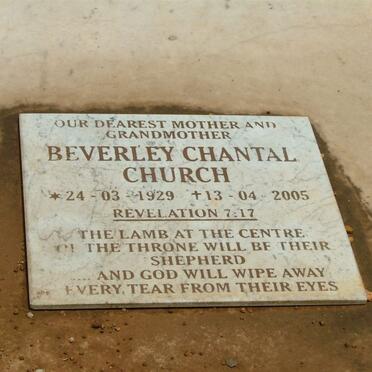 OUR DEAREST MOTHER AND
GRANDMOTHER
BEVERLEY CHANTAL
CHURCH
* 24 - 03 - 1929 ✝ 13 - 04 - 2005
REVELATION 7:17
THE LAMB AT THE CENTRE
OF THE THRONE WILL BE THEIR
SHEPHERD
.... AND GOD WILL WIPE AWAY
EVERY TEAR FROM THEIR EYES